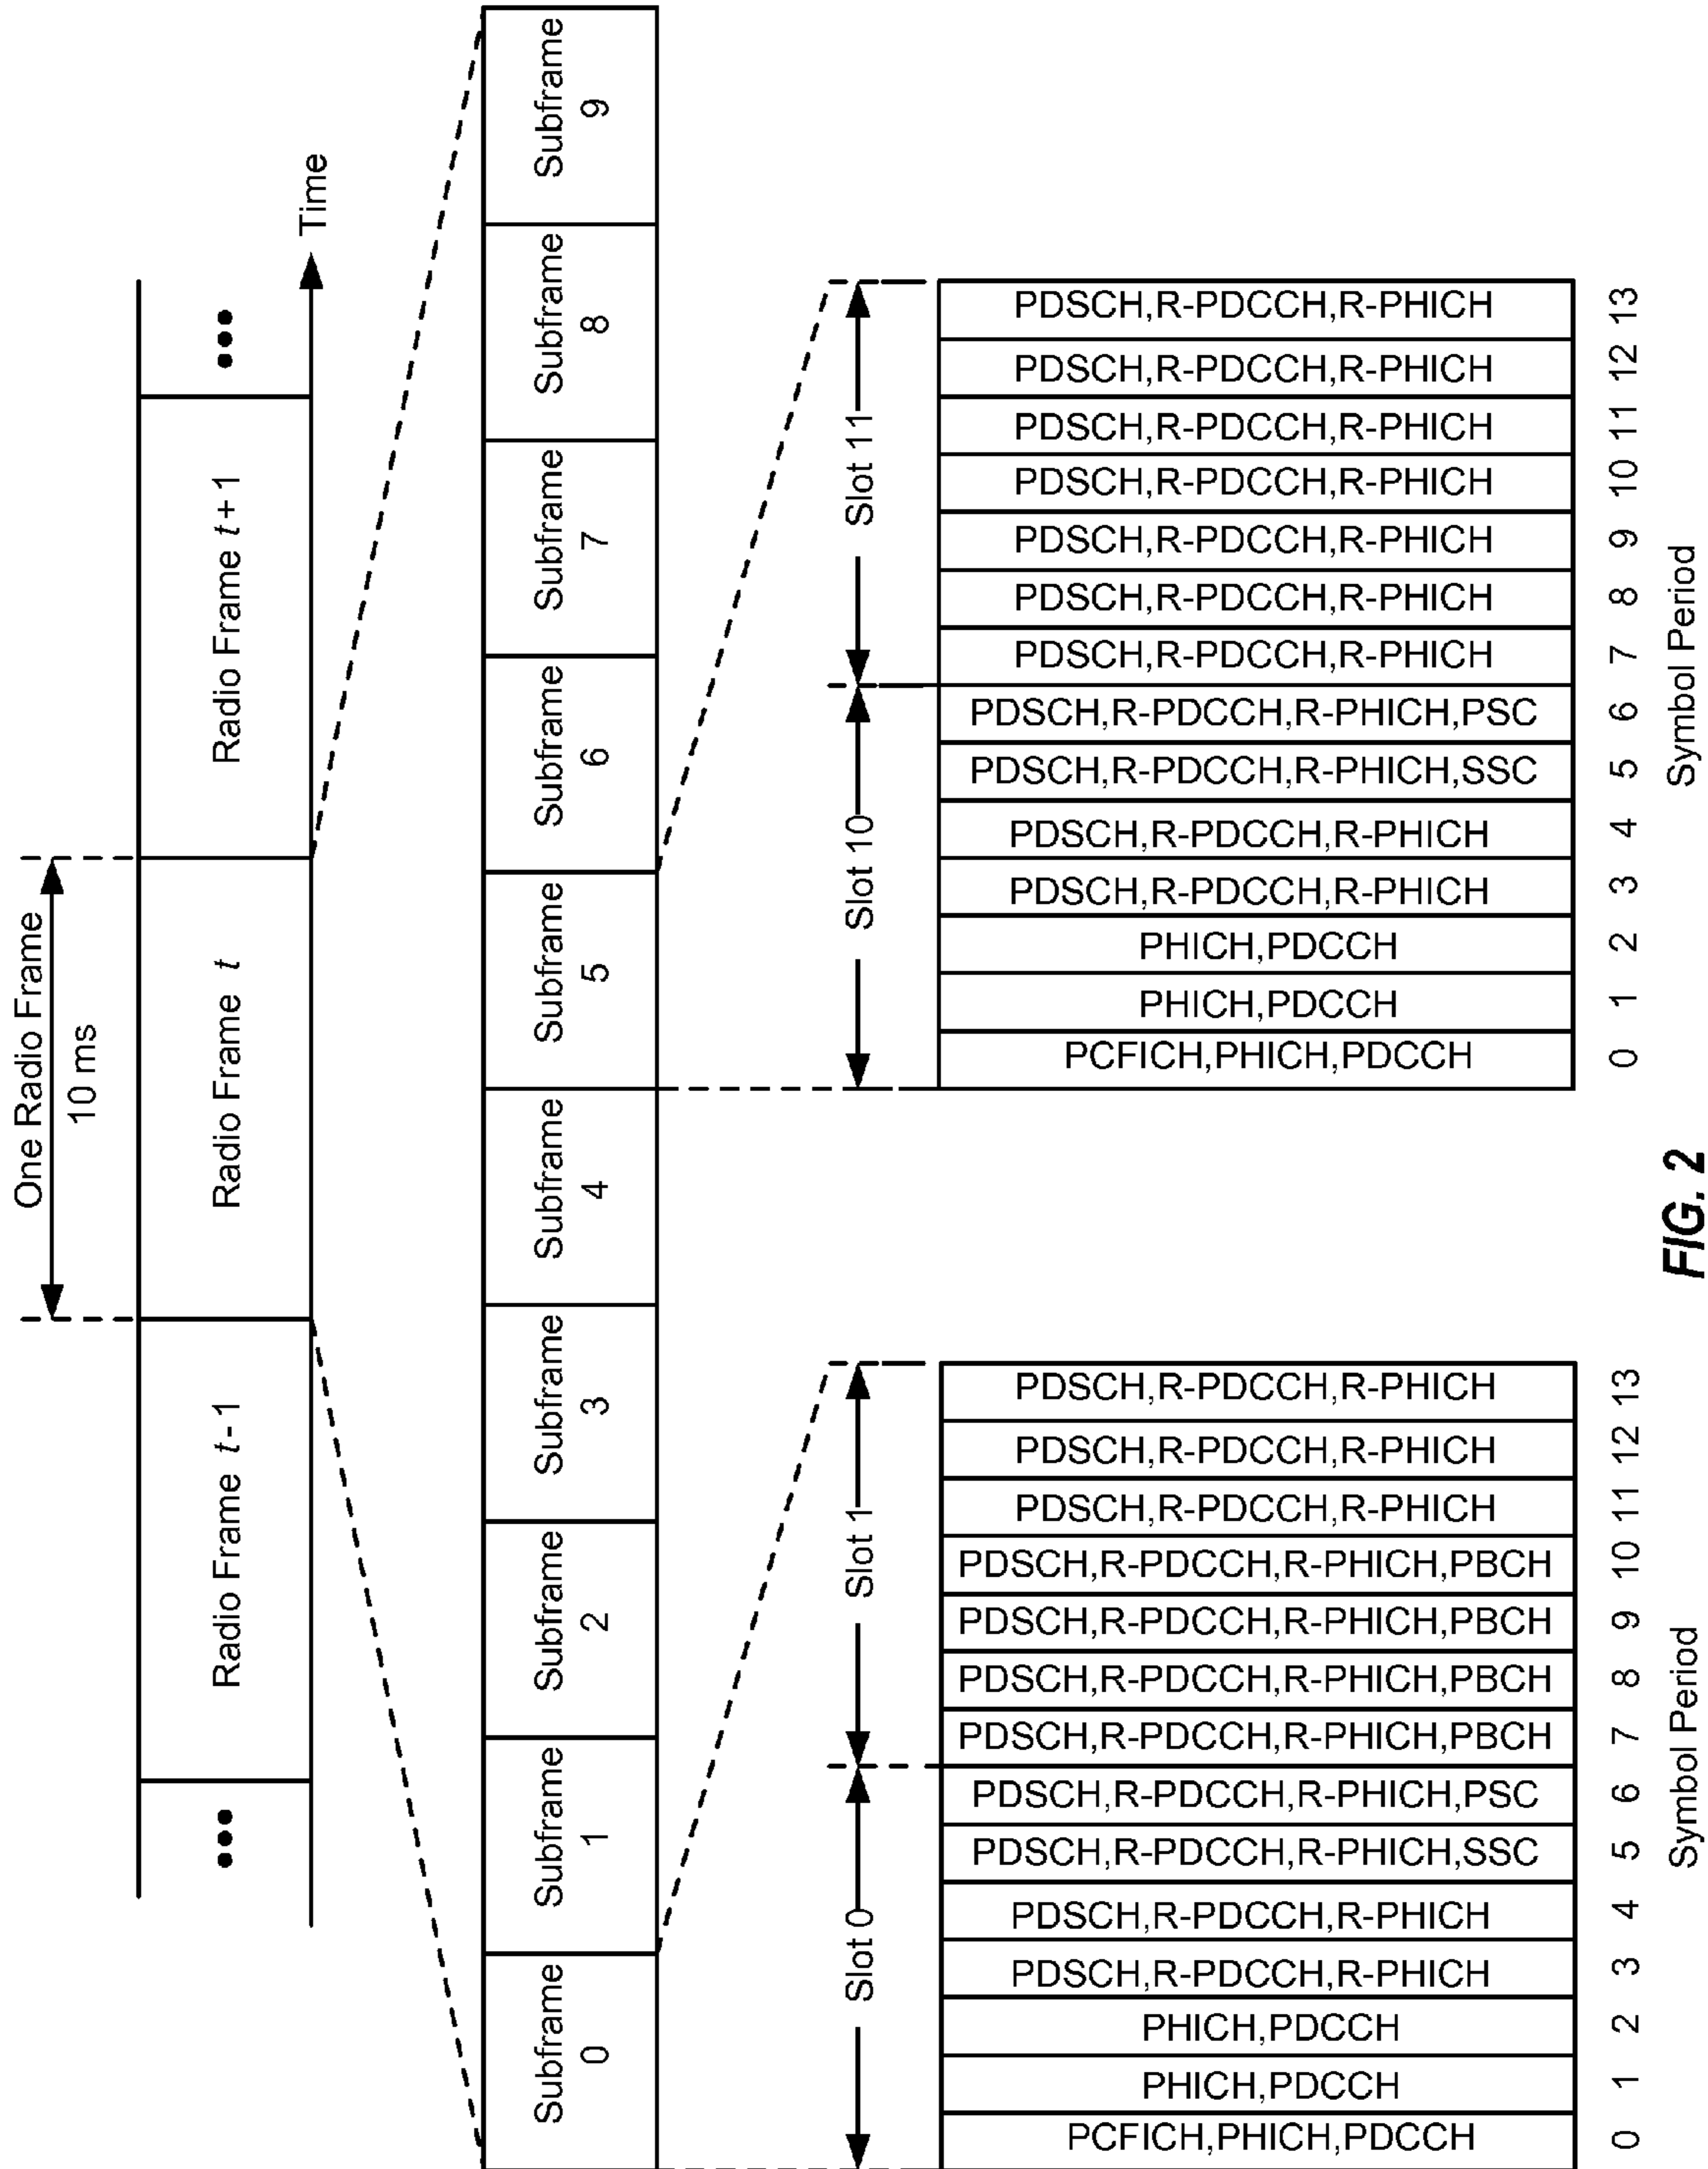 One Radio Frame
10 ms
••• Radio Frame t-1 Radio Frame t Radio Frame t+1 •••
Time
Subframe 0
Subframe 1
Subframe 2
Subframe 3
Subframe 4
Subframe 5
Subframe 6
Subframe 7
Subframe 8
Subframe 9
Slot 0
Slot 1
PCFICH,PHICH,PDCCH
PHICH,PDCCH
PHICH,PDCCH
PDSCH,R-PDCCH,R-PHICH
PDSCH,R-PDCCH,R-PHICH
PDSCH,R-PDCCH,R-PHICH,SSC
PDSCH,R-PDCCH,R-PHICH,PSC
PDSCH,R-PDCCH,R-PHICH,PBCH
PDSCH,R-PDCCH,R-PHICH,PBCH
PDSCH,R-PDCCH,R-PHICH,PBCH
PDSCH,R-PDCCH,R-PHICH,PBCH
PDSCH,R-PDCCH,R-PHICH
PDSCH,R-PDCCH,R-PHICH
PDSCH,R-PDCCH,R-PHICH
0 1 2 3 4 5 6 7 8 9 10 11 12 13
Symbol Period
Slot 10
Slot 11
PCFICH,PHICH,PDCCH
PHICH,PDCCH
PHICH,PDCCH
PDSCH,R-PDCCH,R-PHICH
PDSCH,R-PDCCH,R-PHICH
PDSCH,R-PDCCH,R-PHICH,SSC
PDSCH,R-PDCCH,R-PHICH,PSC
PDSCH,R-PDCCH,R-PHICH
PDSCH,R-PDCCH,R-PHICH
PDSCH,R-PDCCH,R-PHICH
PDSCH,R-PDCCH,R-PHICH
PDSCH,R-PDCCH,R-PHICH
PDSCH,R-PDCCH,R-PHICH
PDSCH,R-PDCCH,R-PHICH
0 1 2 3 4 5 6 7 8 9 10 11 12 13
Symbol Period
FIG. 2